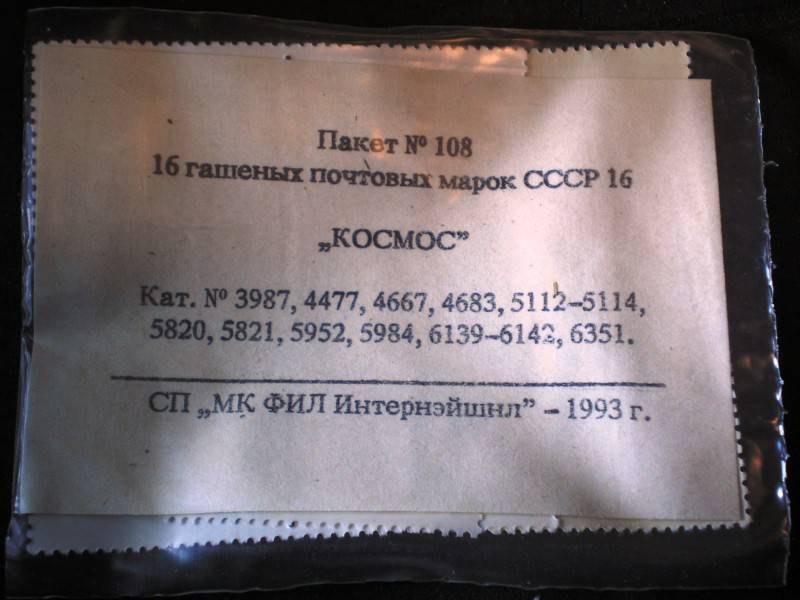 Пакет № 108
16 гашеных почтовых марок СССР 16
„КОСМОС”
Кат. № 3987, 4477, 4667, 4683, 5112–5114,
5820, 5821, 5952, 5984, 6139–6142, 6351.
СП „МК ФИЛ Интернэйшнл” – 1993 г.